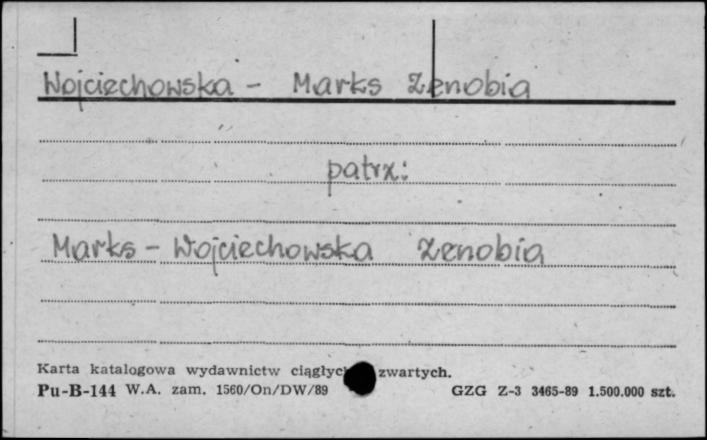 Wojciechowska - Marks Zenobia
patrz:
Marks - Wojciechowska Zenobia
Karta katalogowa wydawnictw zwartych.
Pu-B-144 W.A. zam. 1560/On/DW/89 GZG Z-3 3465-89 1.500.000 szt.